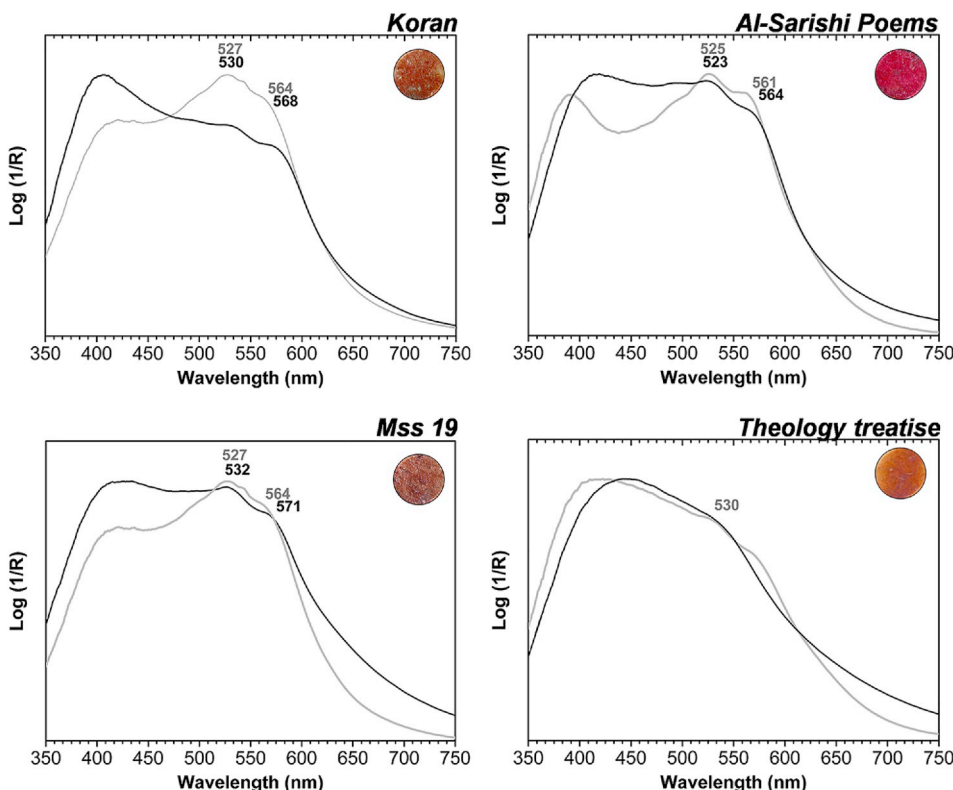 Koran
527
530
564
568
Log (1/R)
350 400 450 500 550 600 650 700 750
Wavelength (nm)
Al-Sarishi Poems
525
523
561
564
Log (1/R)
350 400 450 500 550 600 650 700 750
Wavelength (nm)
Mss 19
527
532
564
571
Log (1/R)
350 400 450 500 550 600 650 700 750
Wavelength (nm)
Theology treatise
530
Log (1/R)
350 400 450 500 550 600 650 700 750
Wavelength (nm)